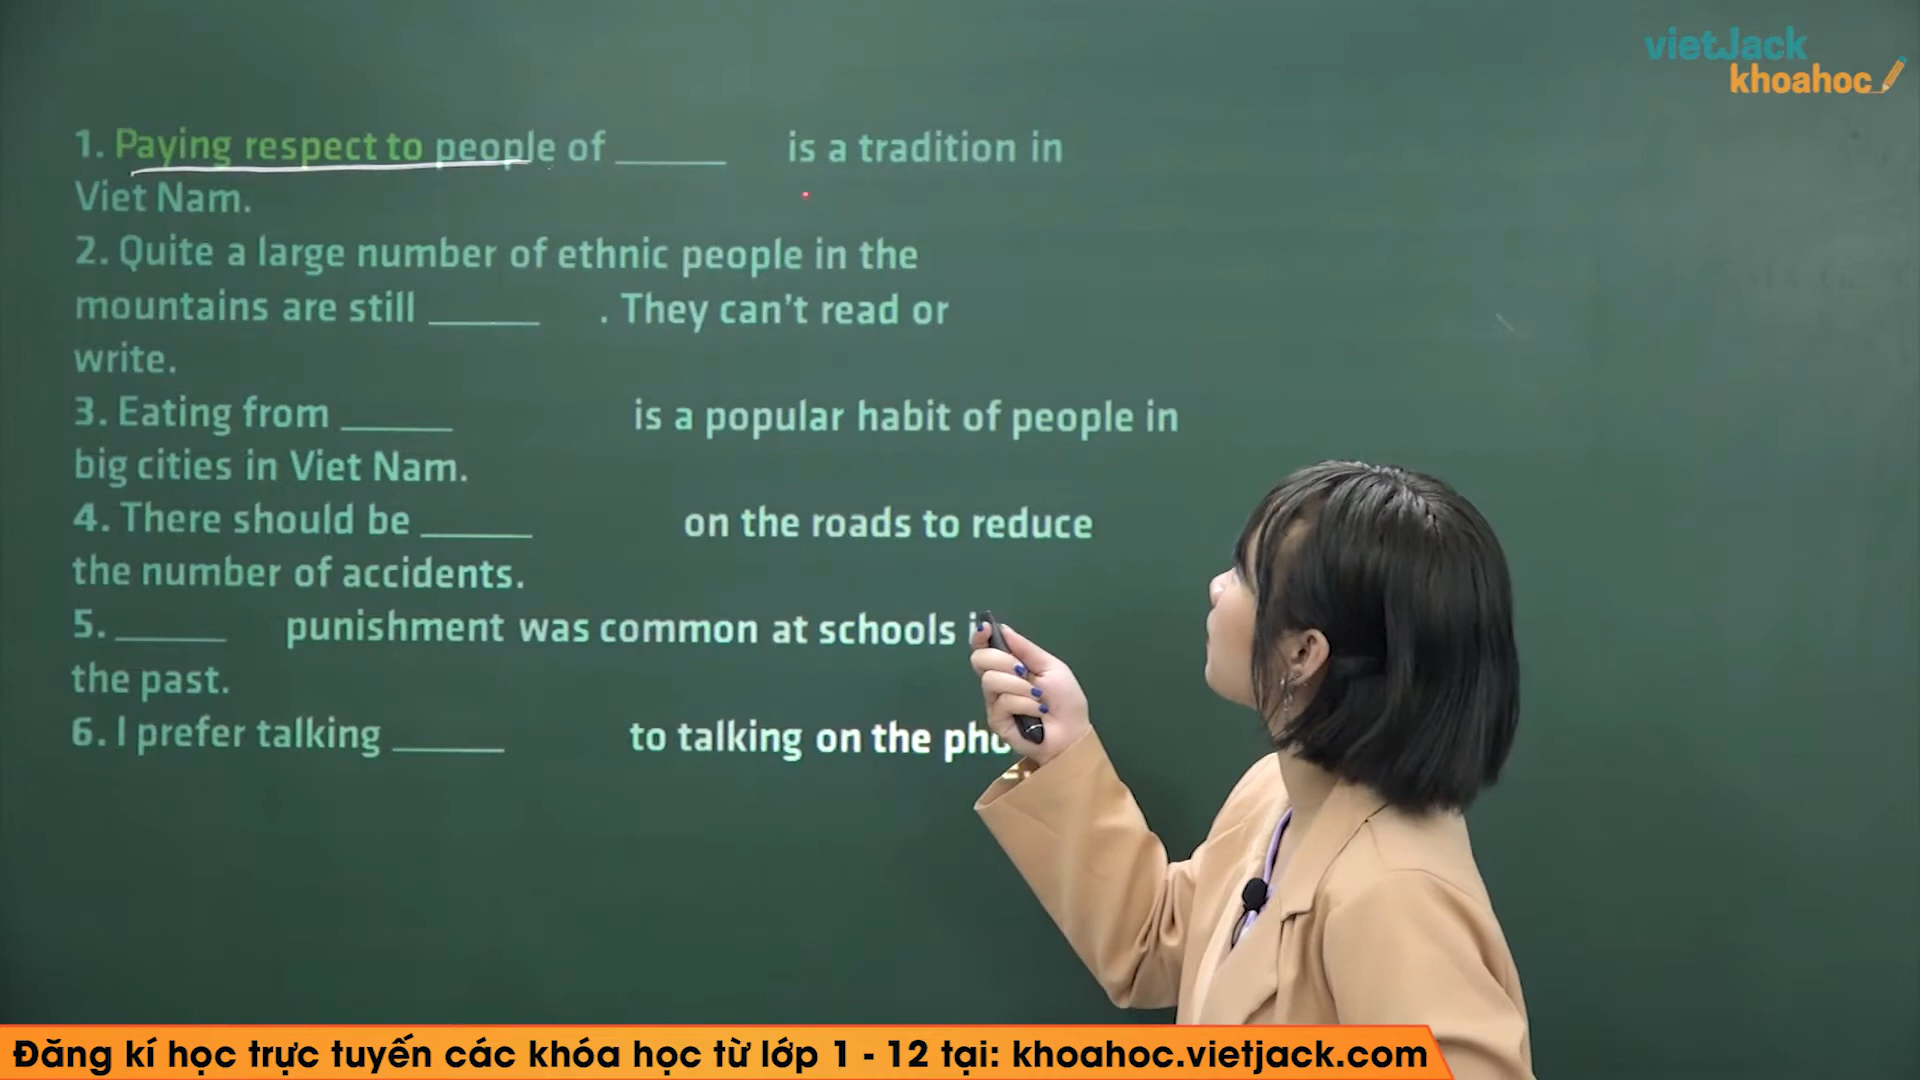 vietJack
khoahoc
1. Paying respect to people of ______ is a tradition in
Viet Nam.
2. Quite a large number of ethnic people in the
mountains are still ______ . They can't read or
write.
3. Eating from ______ is a popular habit of people in
big cities in Viet Nam.
4. There should be ______ on the roads to reduce
the number of accidents.
5. ______ punishment was common at schools
the past.
6. I prefer talking ______ to talking on the
Đăng kí học trực tuyến các khóa học từ lớp 1 - 12 tại: khoahoc.vietjack.com